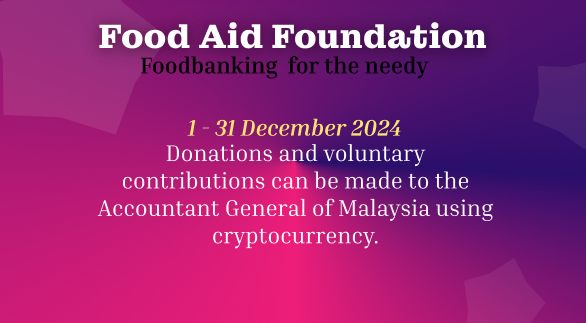 Food Aid Foundation
Foodbanking for the needy
1 - 31 December 2024
Donations and voluntary
contributions can be made to the
Accountant General of Malaysia using
cryptocurrency.